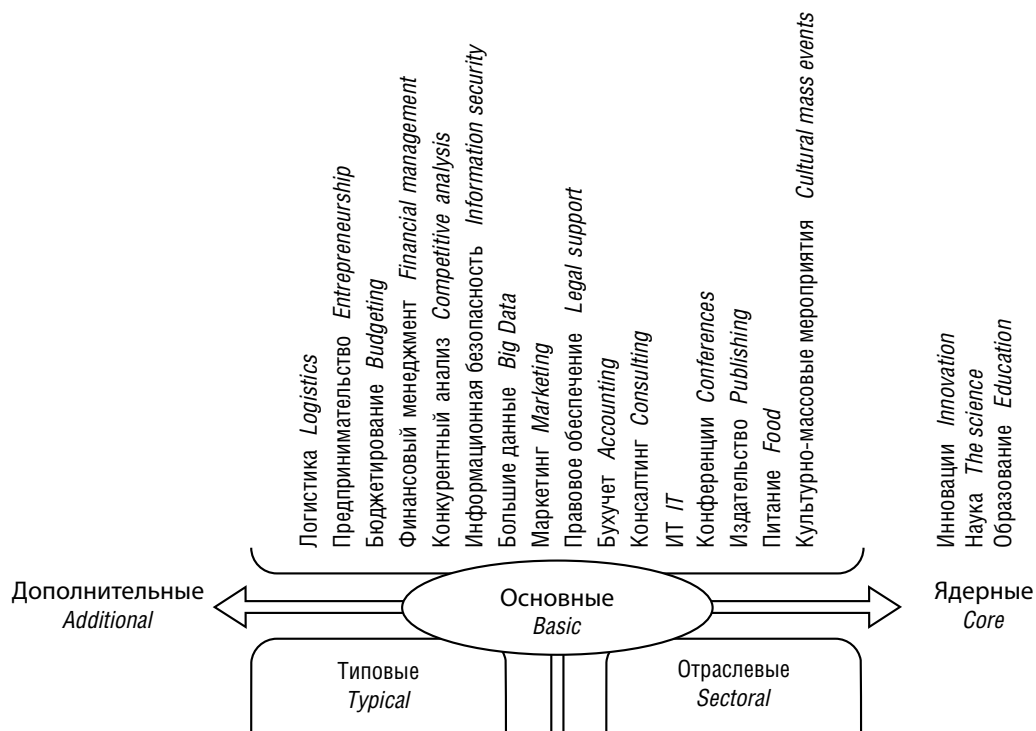 Логистика Logistics
Предпринимательство Entrepreneurship
Бюджетирование Budgeting
Финансовый менеджмент Financial management
Конкурентный анализ Competitive analysis
Информационная безопасность Information security
Большие данные Big Data
Маркетинг Marketing
Правовое обеспечение Legal support
Бухучет Accounting
Консалтинг Consulting
ИТ IT
Конференции Conferences
Издательство Publishing
Питание Food
Культурно-массовые мероприятия Cultural mass events
Инновации Innovation
Наука The science
Образование Education
Дополнительные
Additional
Основные
Basic
Ядерные
Core
Типовые
Typical
Отраслевые
Sectoral